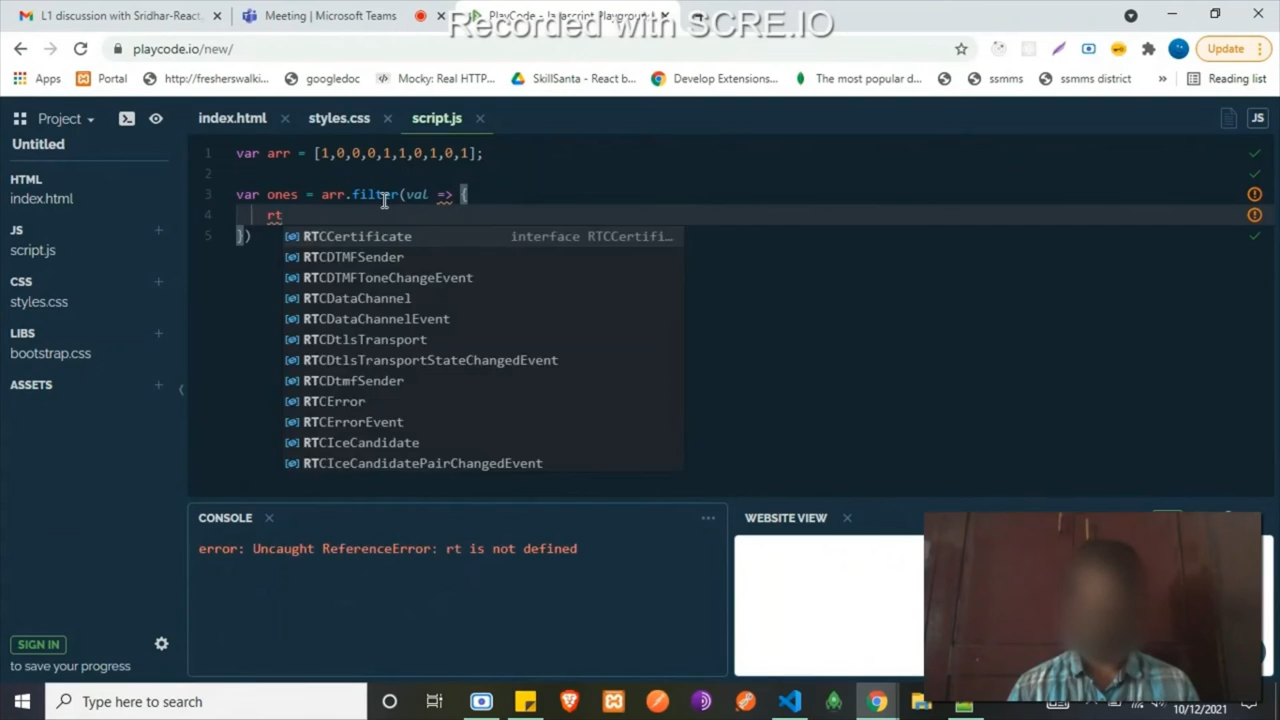 L1 discussion with Sridhar-React,
Meeting | Microsoft Teams
PlayCode - Javascript Playground
Recorded with SCRE.IO
playcode.io/new/
Update
Apps
Portal
http://fresherswalki...
googledoc
Mocky: Real HTTP...
SkillSanta - React b...
Develop Extensions...
The most popular d...
ssmms
ssmms district
»
Reading list
Project
index.html
styles.css
script.js
JS
Untitled
HTML
index.html
JS
script.js
CSS
styles.css
LIBS
bootstrap.css
ASSETS
SIGN IN
to save your progress
1 var arr = [1,0,0,0,1,1,0,1,0,1];
2
3 var ones = arr.filter(val => {
4 rt
5 })
RTCCertificate interface RTCCertifi…
RTCDTMFSender
RTCDTMFToneChangeEvent
RTCDataChannel
RTCDataChannelEvent
RTCDtlsTransport
RTCDtlsTransportStateChangedEvent
RTCDtmfSender
RTCError
RTCErrorEvent
RTCIceCandidate
RTCIceCandidatePairChangedEvent
CONSOLE
error: Uncaught ReferenceError: rt is not defined
WEBSITE VIEW
Type here to search
10/12/2021